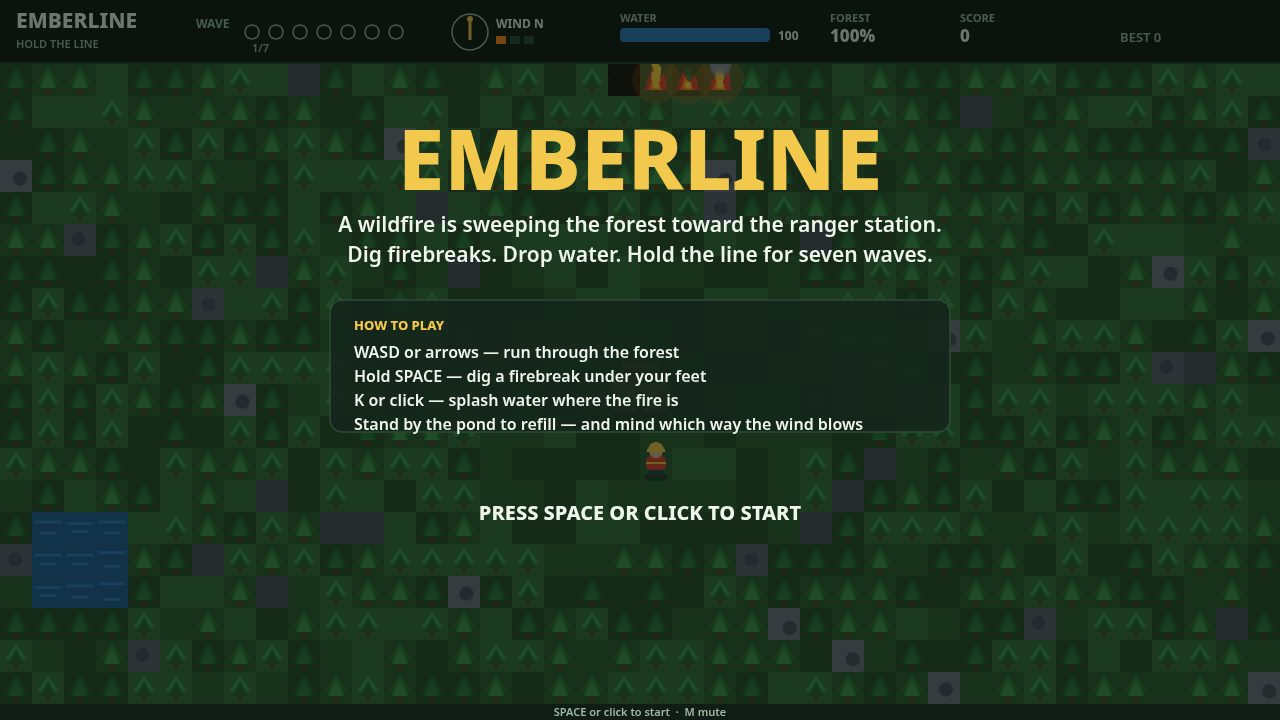 EMBERLINE
HOLD THE LINE
WAVE
1/7
WIND N
WATER
100
FOREST
100%
SCORE
0
BEST 0
EMBERLINE
A wildfire is sweeping the forest toward the ranger station.
Dig firebreaks. Drop water. Hold the line for seven waves.
HOW TO PLAY
WASD or arrows — run through the forest
Hold SPACE — dig a firebreak under your feet
K or click — splash water where the fire is
Stand by the pond to refill — and mind which way the wind blows
PRESS SPACE OR CLICK TO START
SPACE or click to start · M mute